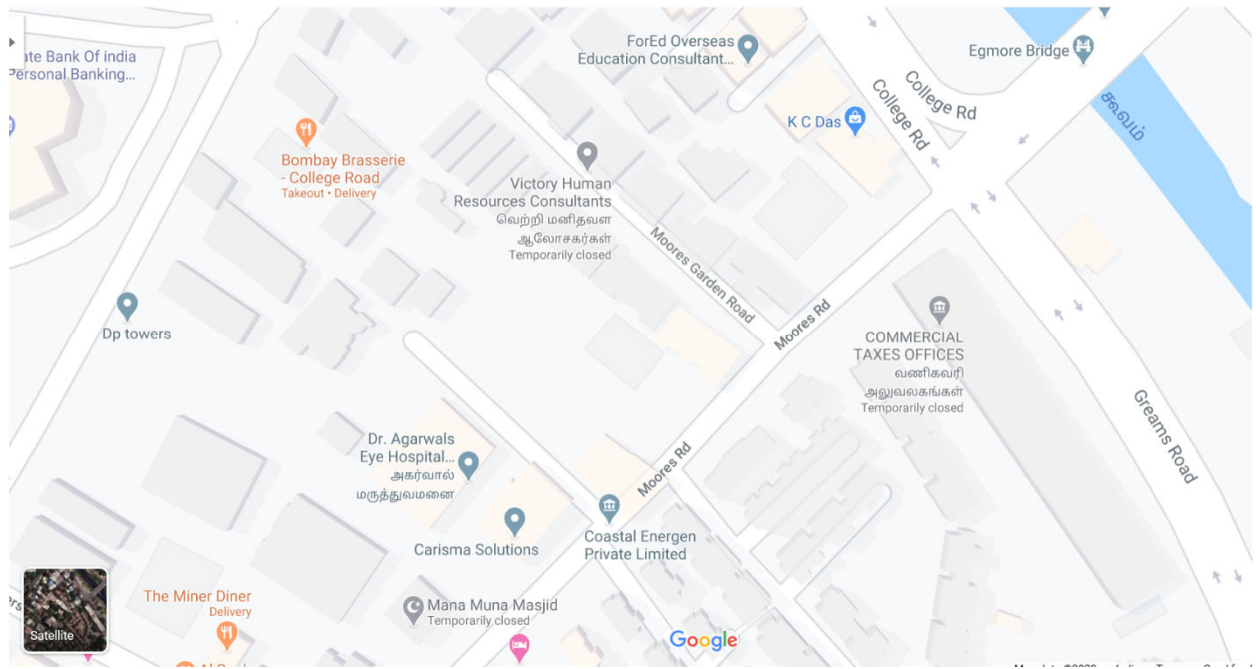 ate Bank Of india
Personal Banking...
ForEd Overseas
Education Consultant...
Egmore Bridge
College Rd
College Rd
கூவம்
K C Das
Bombay Brasserie
- College Road
Takeout • Delivery
Victory Human
Resources Consultants
வெற்றி மனிதவள
ஆலோசகர்கள்
Temporarily closed
Moores Garden Road
Moores Rd
Dp towers
COMMERCIAL
TAXES OFFICES
வணிகவரி
அலுவலகங்கள்
Temporarily closed
Greams Road
Dr. Agarwals
Eye Hospital...
அகர்வால்
மருத்துவமனை
Moores Rd
Carisma Solutions
Coastal Energen
Private Limited
The Miner Diner
Delivery
Mana Muna Masjid
Temporarily closed
Satellite
Google